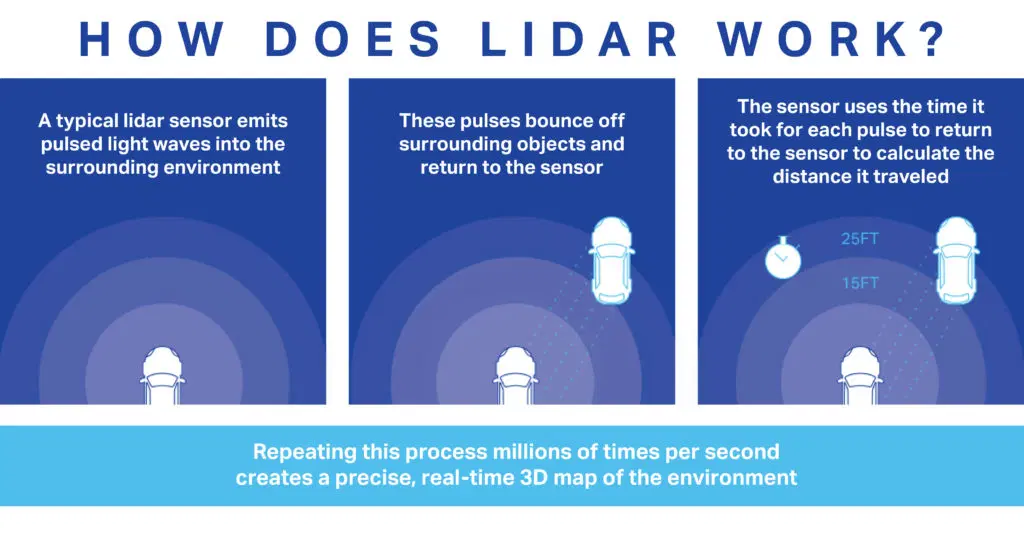 HOW DOES LIDAR WORK?
A typical lidar sensor emits
pulsed light waves into the
surrounding environment
These pulses bounce off
surrounding objects and
return to the sensor
The sensor uses the time it
took for each pulse to return
to the sensor to calculate the
distance it traveled
25FT
15FT
Repeating this process millions of times per second
creates a precise, real-time 3D map of the environment